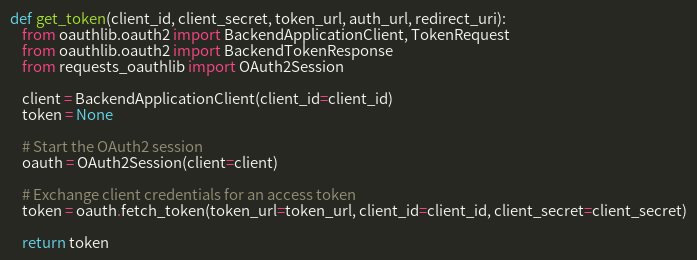 def get_token(client_id, client_secret, token_url, auth_url, redirect_uri):
from oauthlib.oauth2 import BackendApplicationClient, TokenRequest
from oauthlib.oauth2 import BackendTokenResponse
from requests_oauthlib import OAuth2Session
client = BackendApplicationClient(client_id=client_id)
token = None
# Start the OAuth2 session
oauth = OAuth2Session(client=client)
# Exchange client credentials for an access token
token = oauth.fetch_token(token_url=token_url, client_id=client_id, client_secret=client_secret)
return token